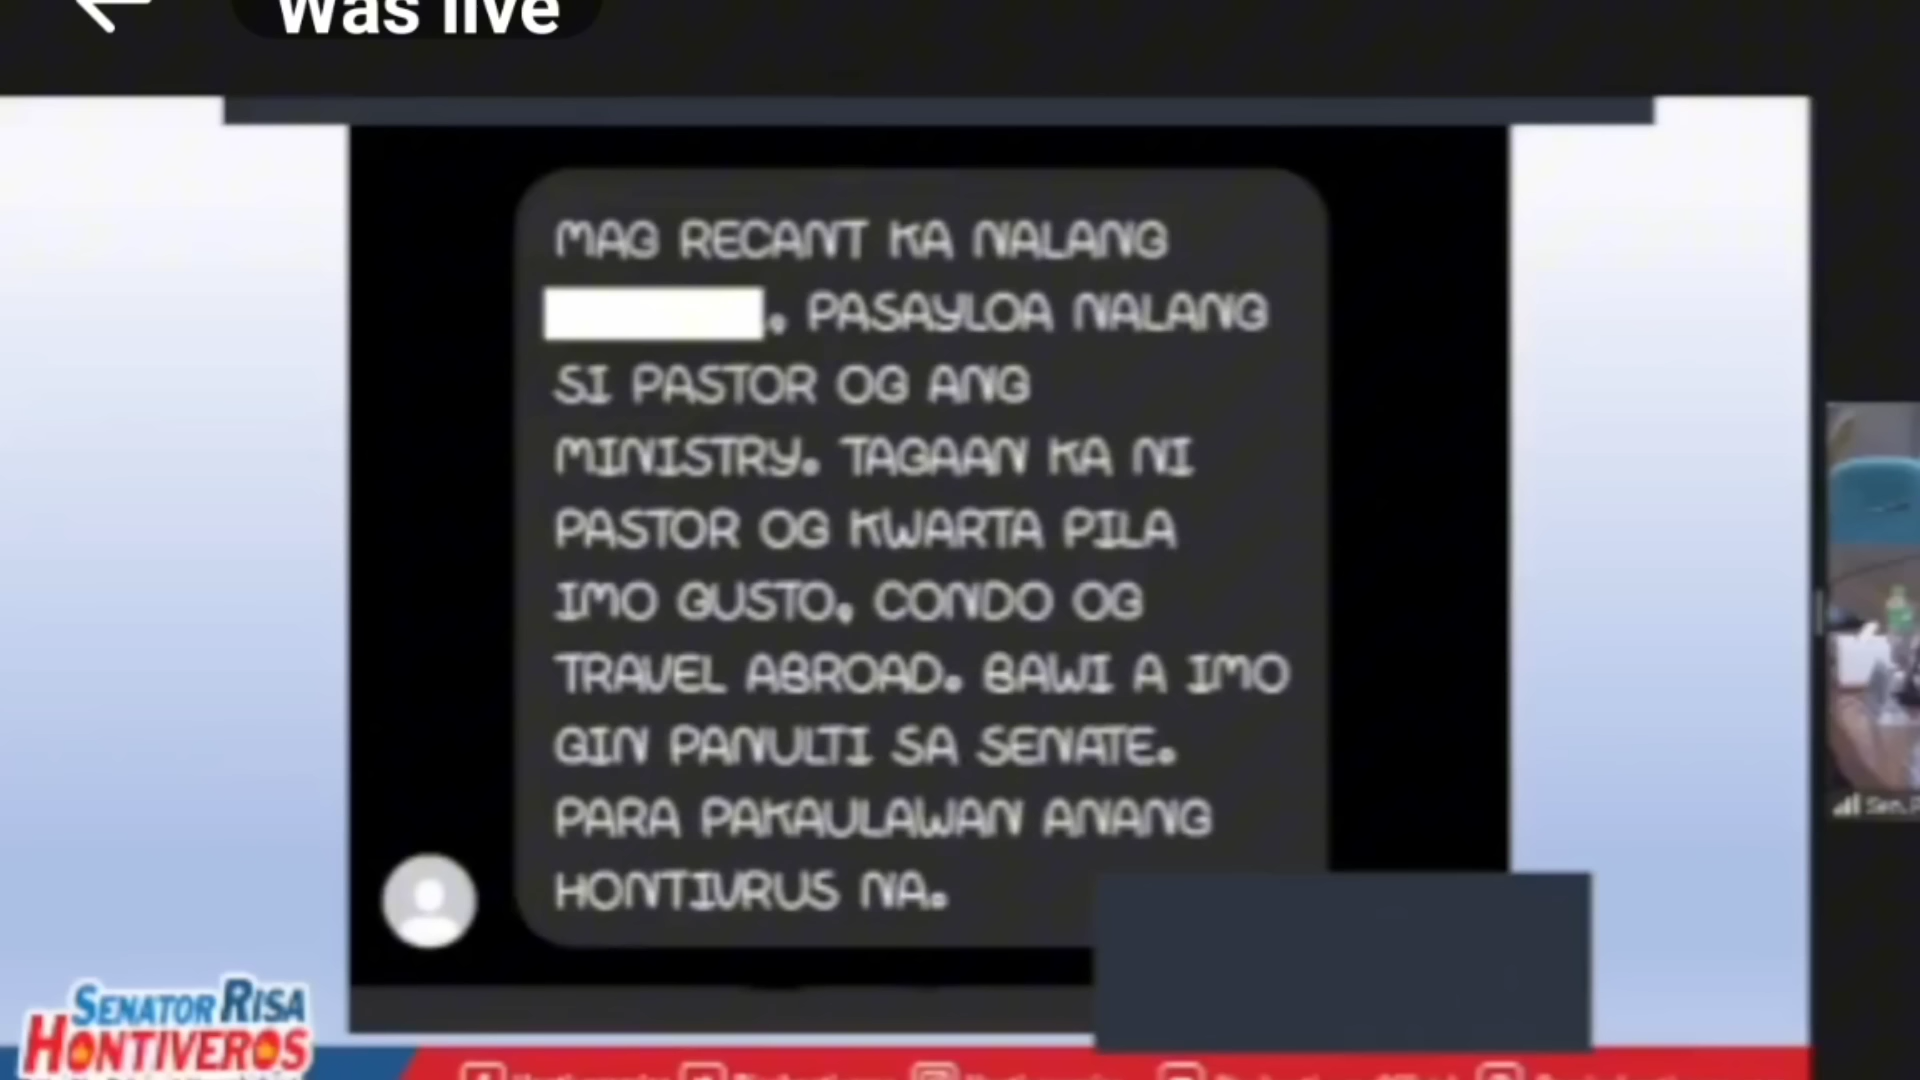 Was live
MAG RECANT KA NALANG
, PASAYLOA NALANG
SI PASTOR OG ANG
MINISTRY. TAGAAN KA NI
PASTOR OG KWARTA PILA
IMO GUSTO, CONDO OG
TRAVEL ABROAD. BAWI A IMO
GIN PANULTI SA SENATE.
PARA PAKAULAWAN ANANG
HONTIVRUS NA.
SENATOR RISA
HONTIVEROS
Sen.